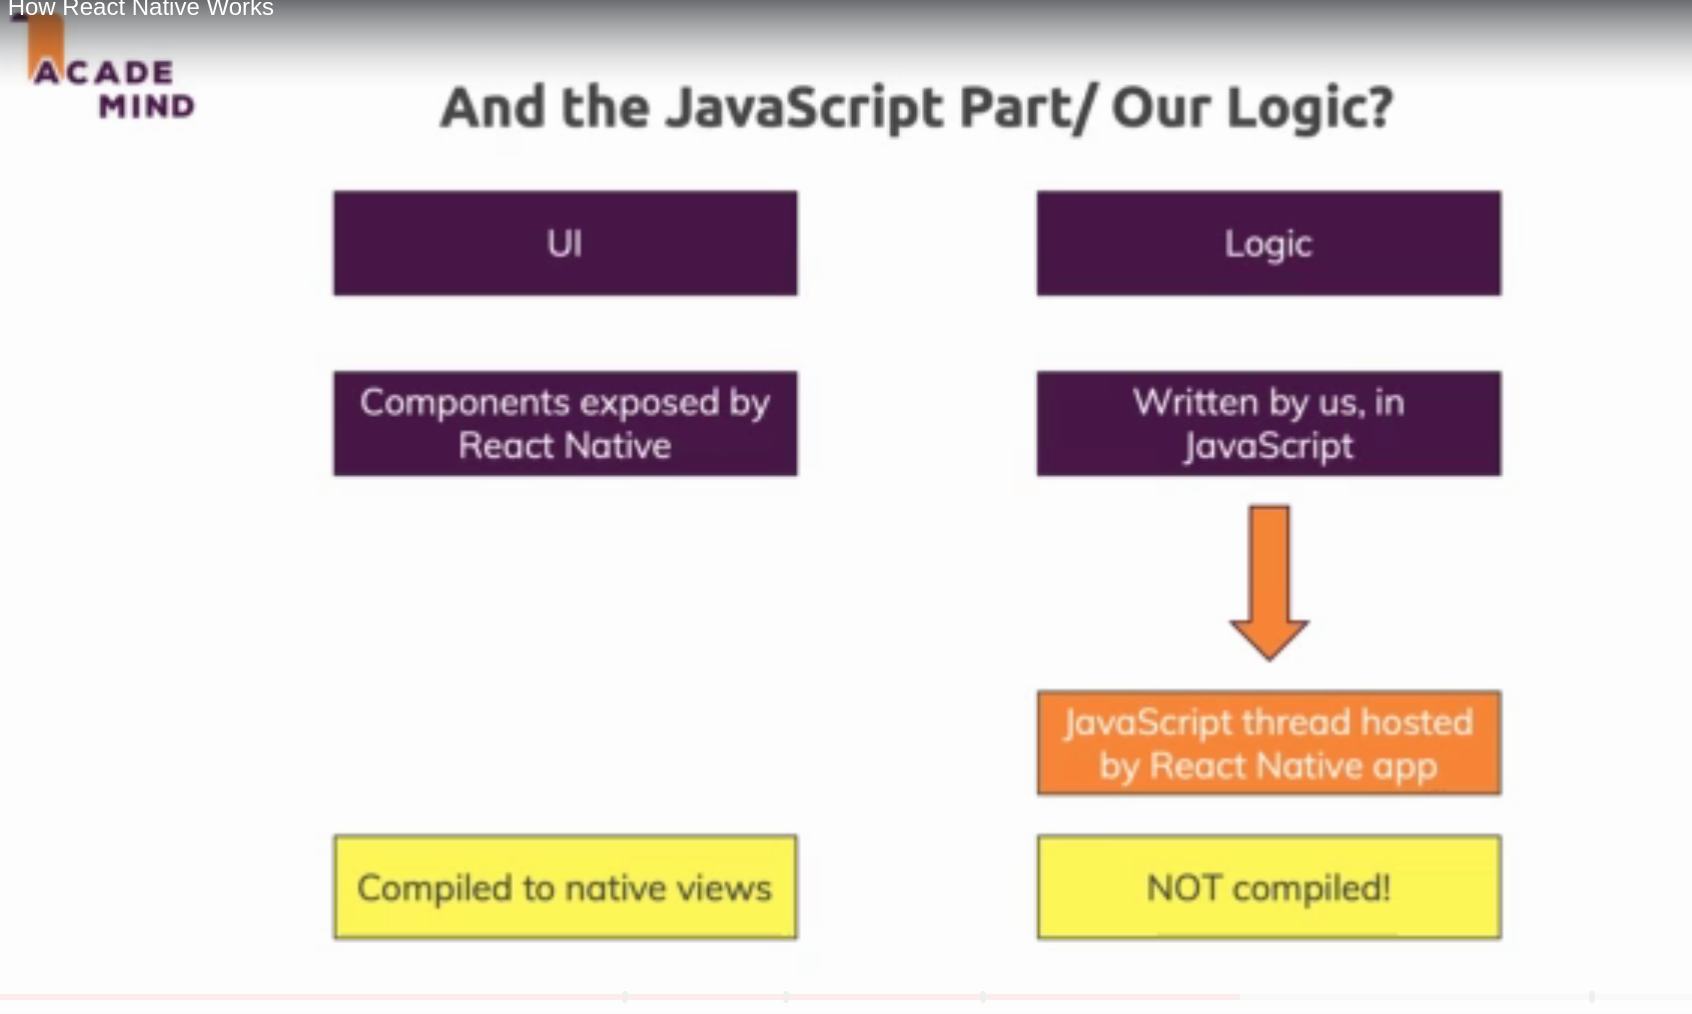 How React Native Works
ACADE
MIND
And the JavaScript Part/ Our Logic?
UI
Logic
Components exposed by
React Native
Written by us, in
JavaScript
JavaScript thread hosted
by React Native app
Compiled to native views
NOT compiled!